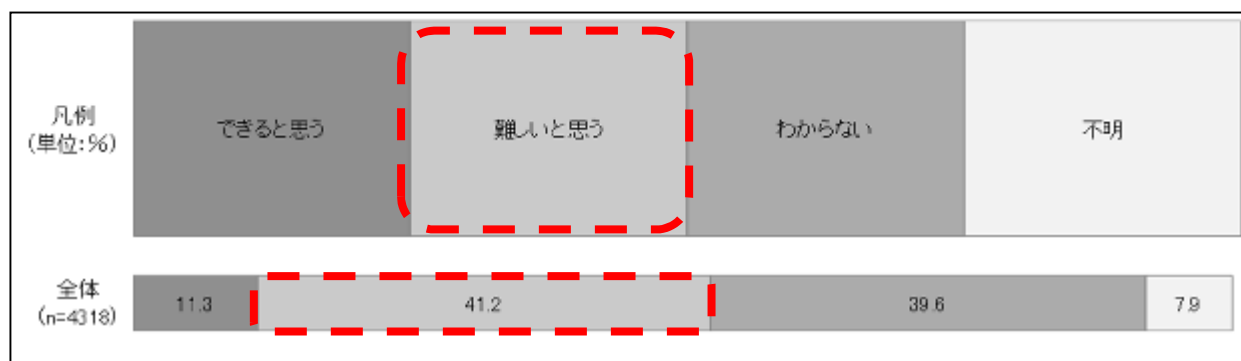 凡例
(単位:%)
できると思う
難しいと思う
わからない
不明
全体
(n=4318)
11.3
41.2
39.6
7.9